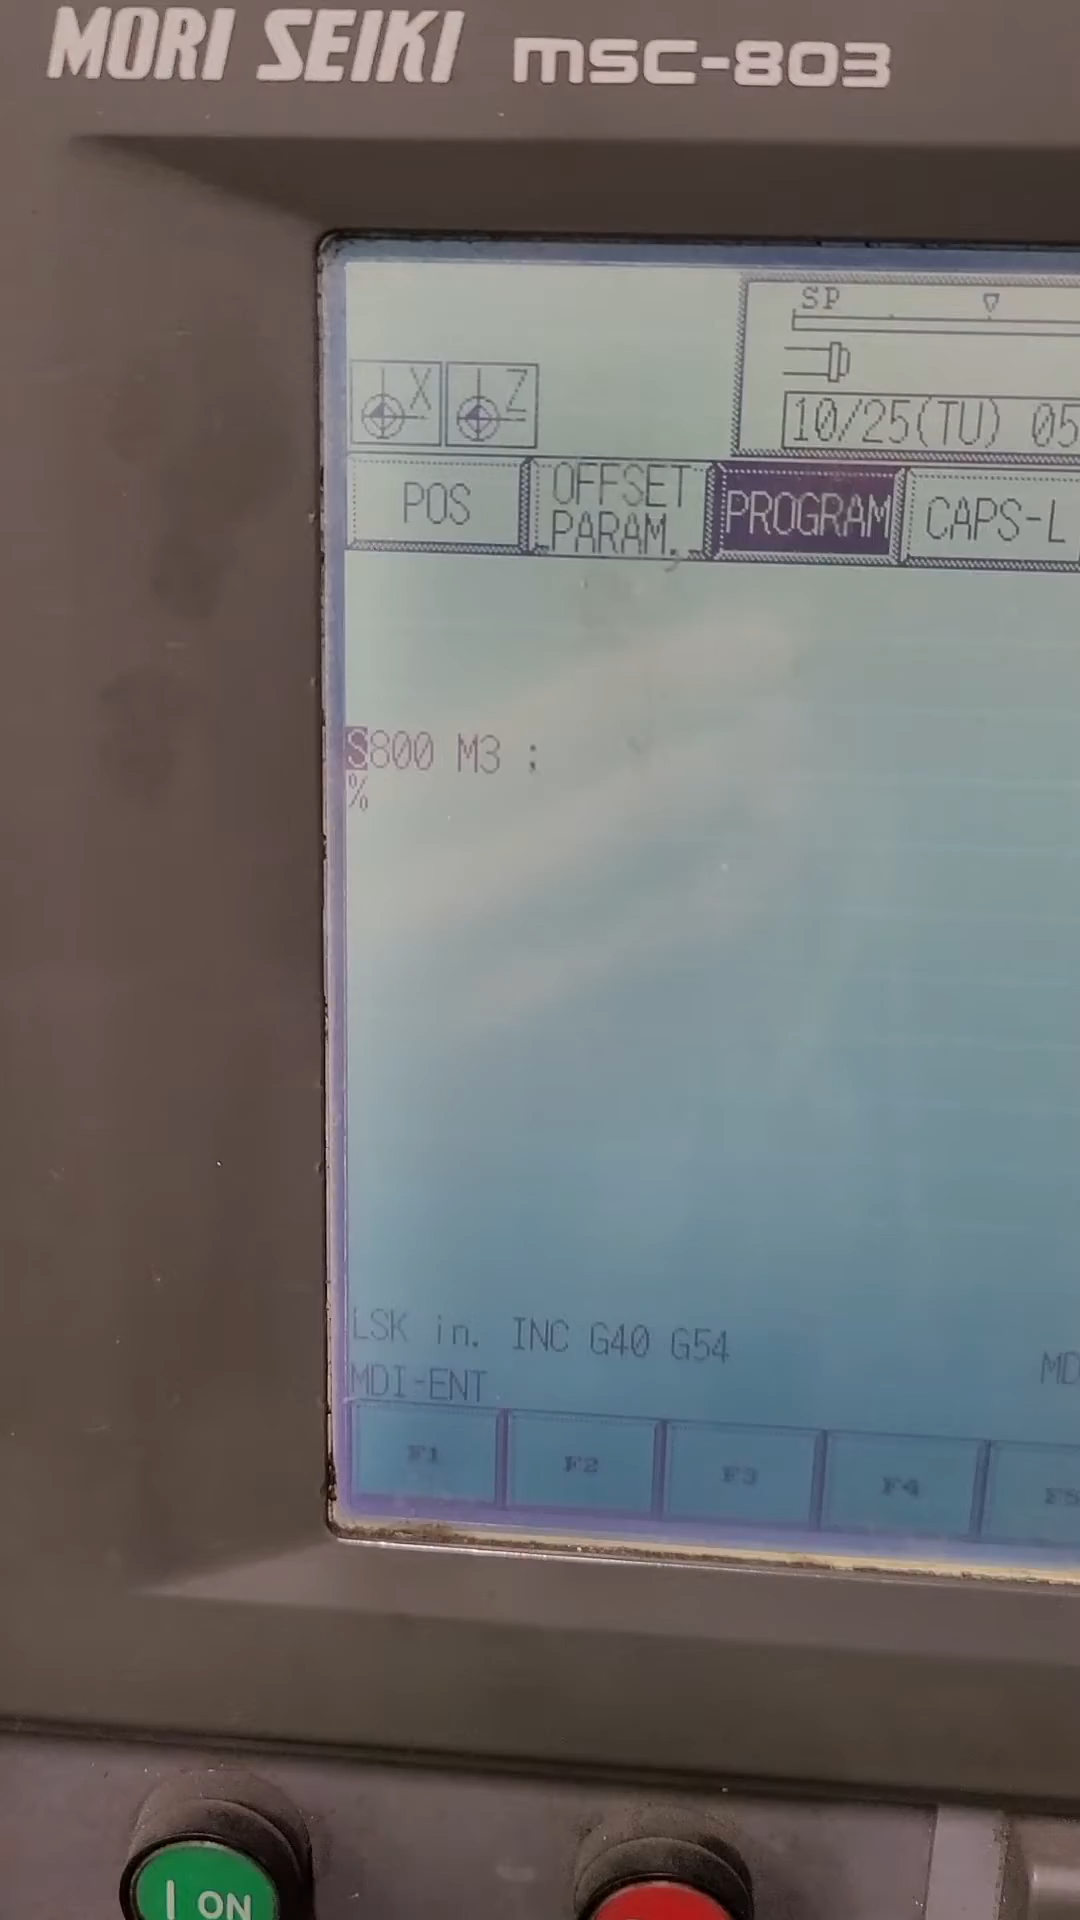 MORI SEIKI MSC-803
SP
X Z
10/25(TU) 05
POS OFFSET PARAM. PROGRAM CAPS-L
S800 M3 ;
%
LSK in. INC G40 G54
MD
MDI-ENT
F1 F2 F3 F4 F5
I ON